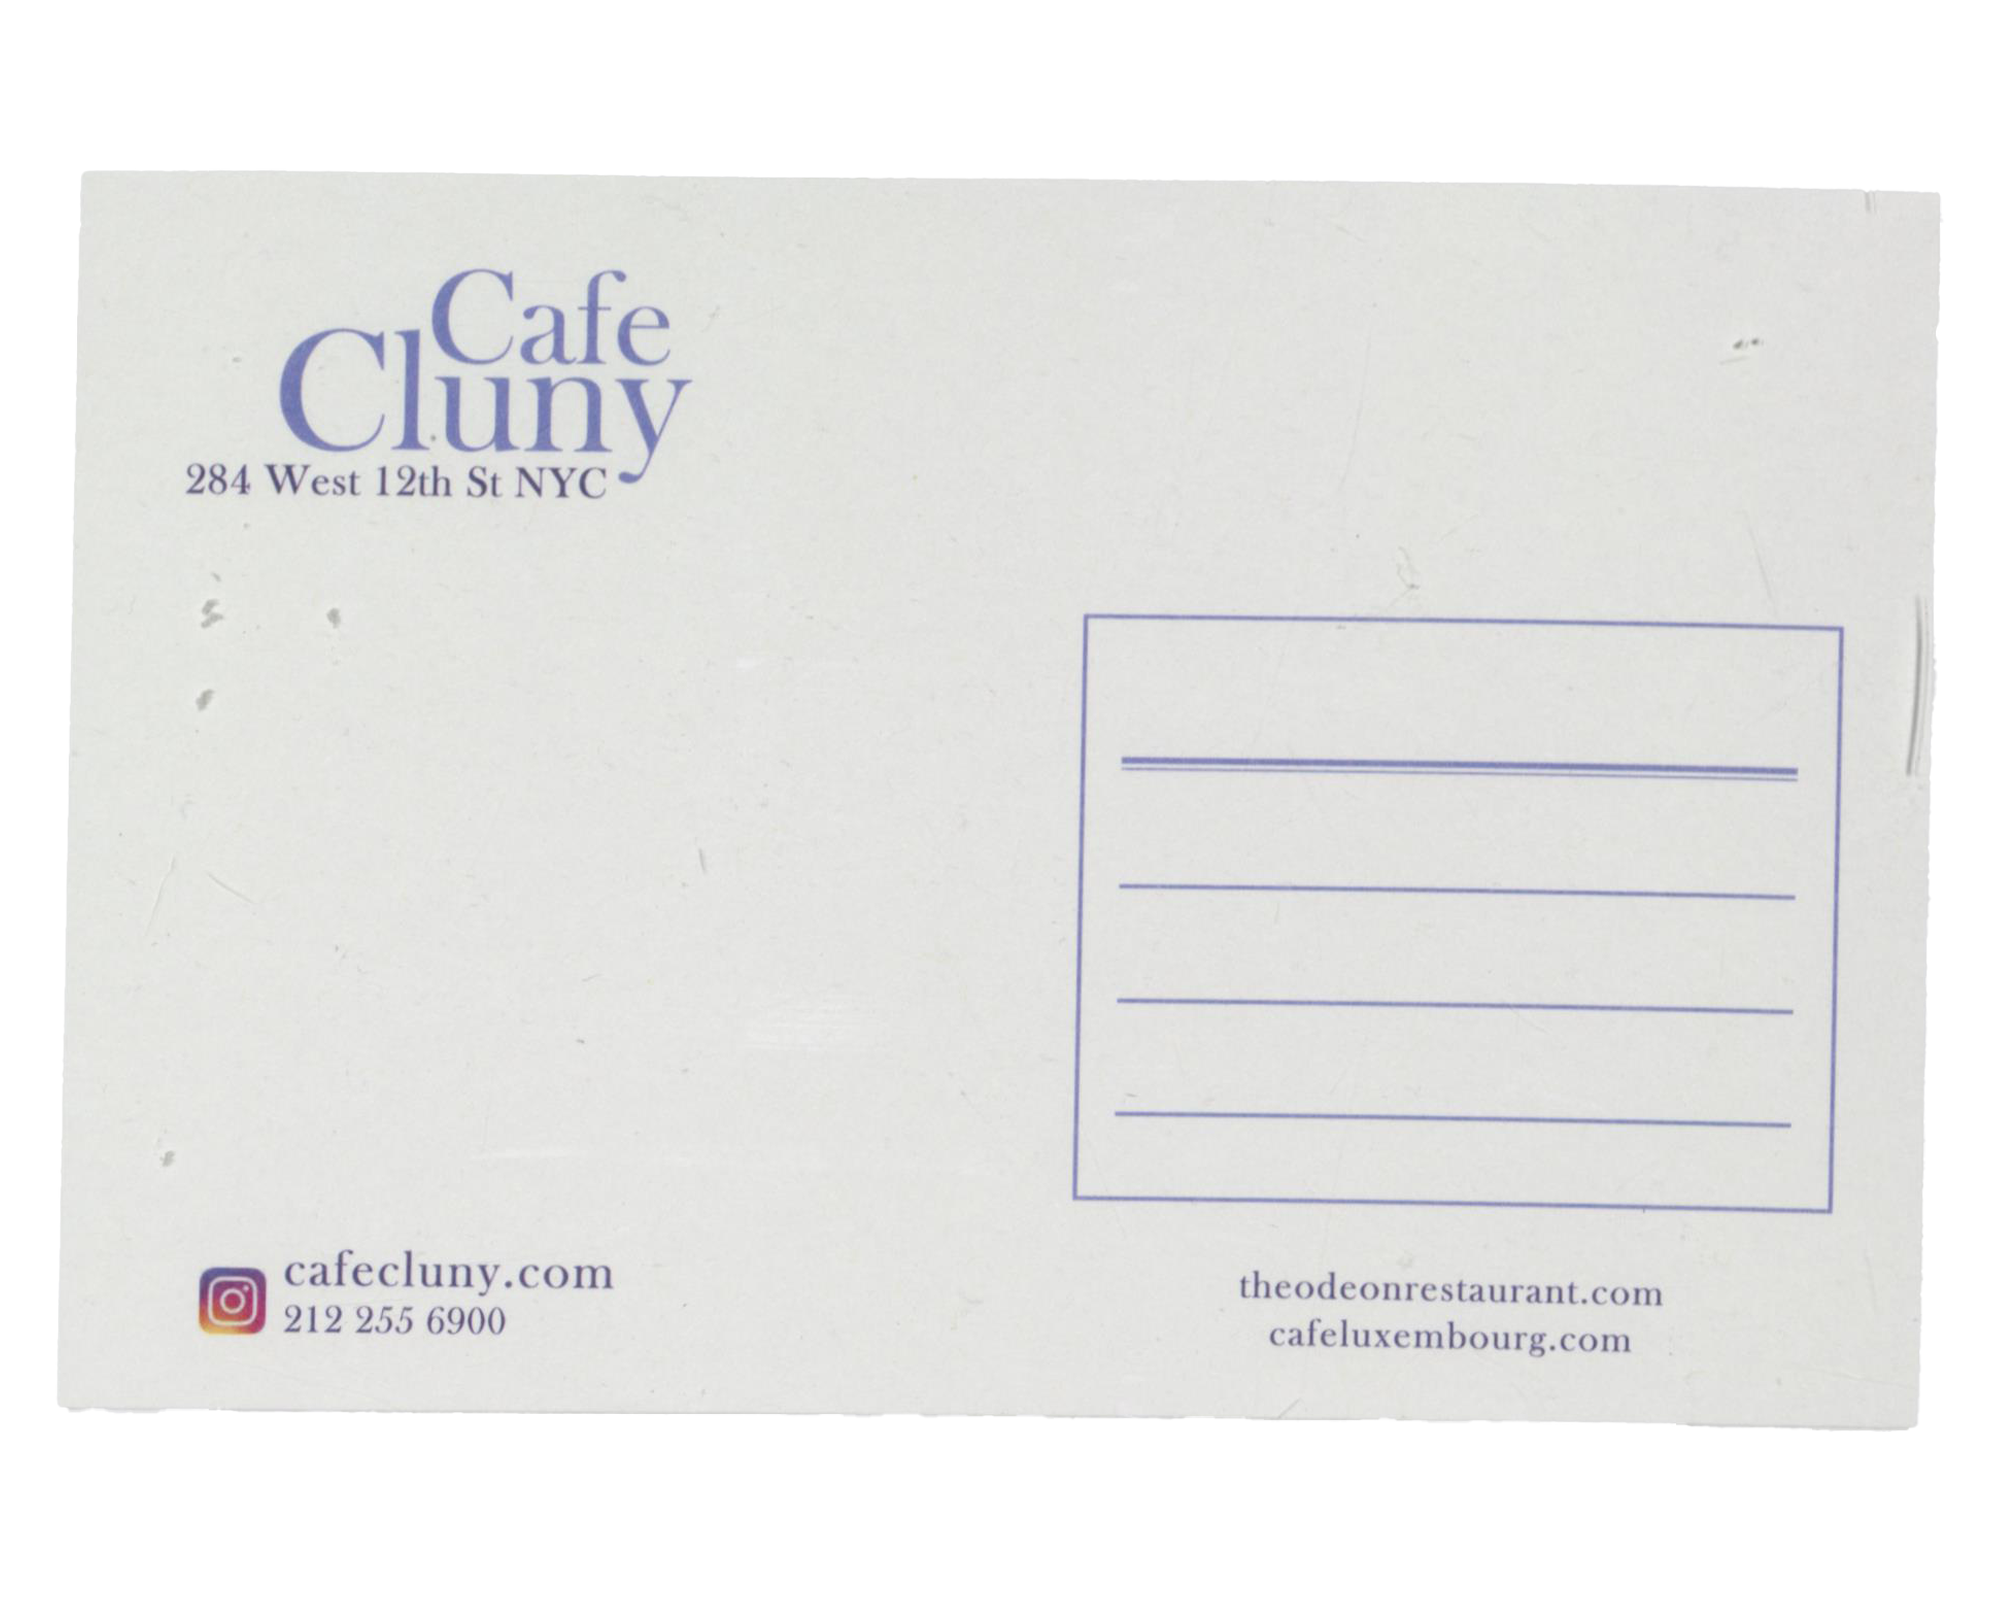 Cafe
Cluny
284 West 12th St NYC
cafecluny.com
212 255 6900
theodeonrestaurant.com
cafeluxembourg.com